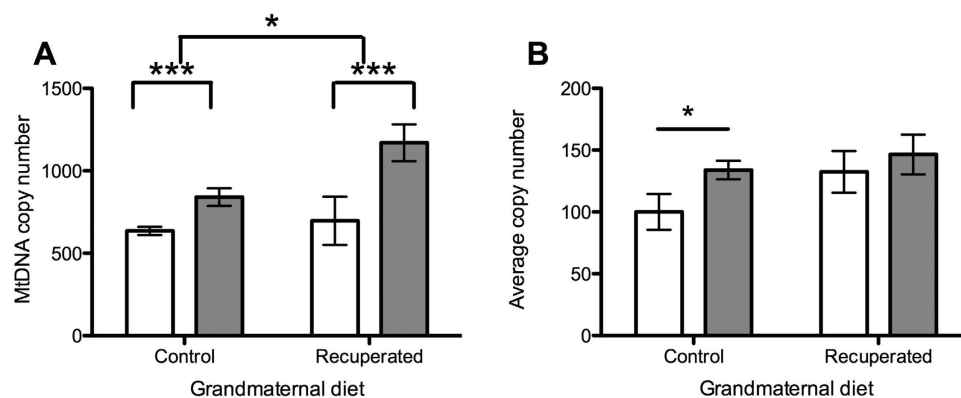 A
*
***
***
MtDNA copy number
1500
1000
500
0
Control
Recuperated
Grandmaternal diet
B
*
Average copy number
200
150
100
50
0
Control
Recuperated
Grandmaternal diet